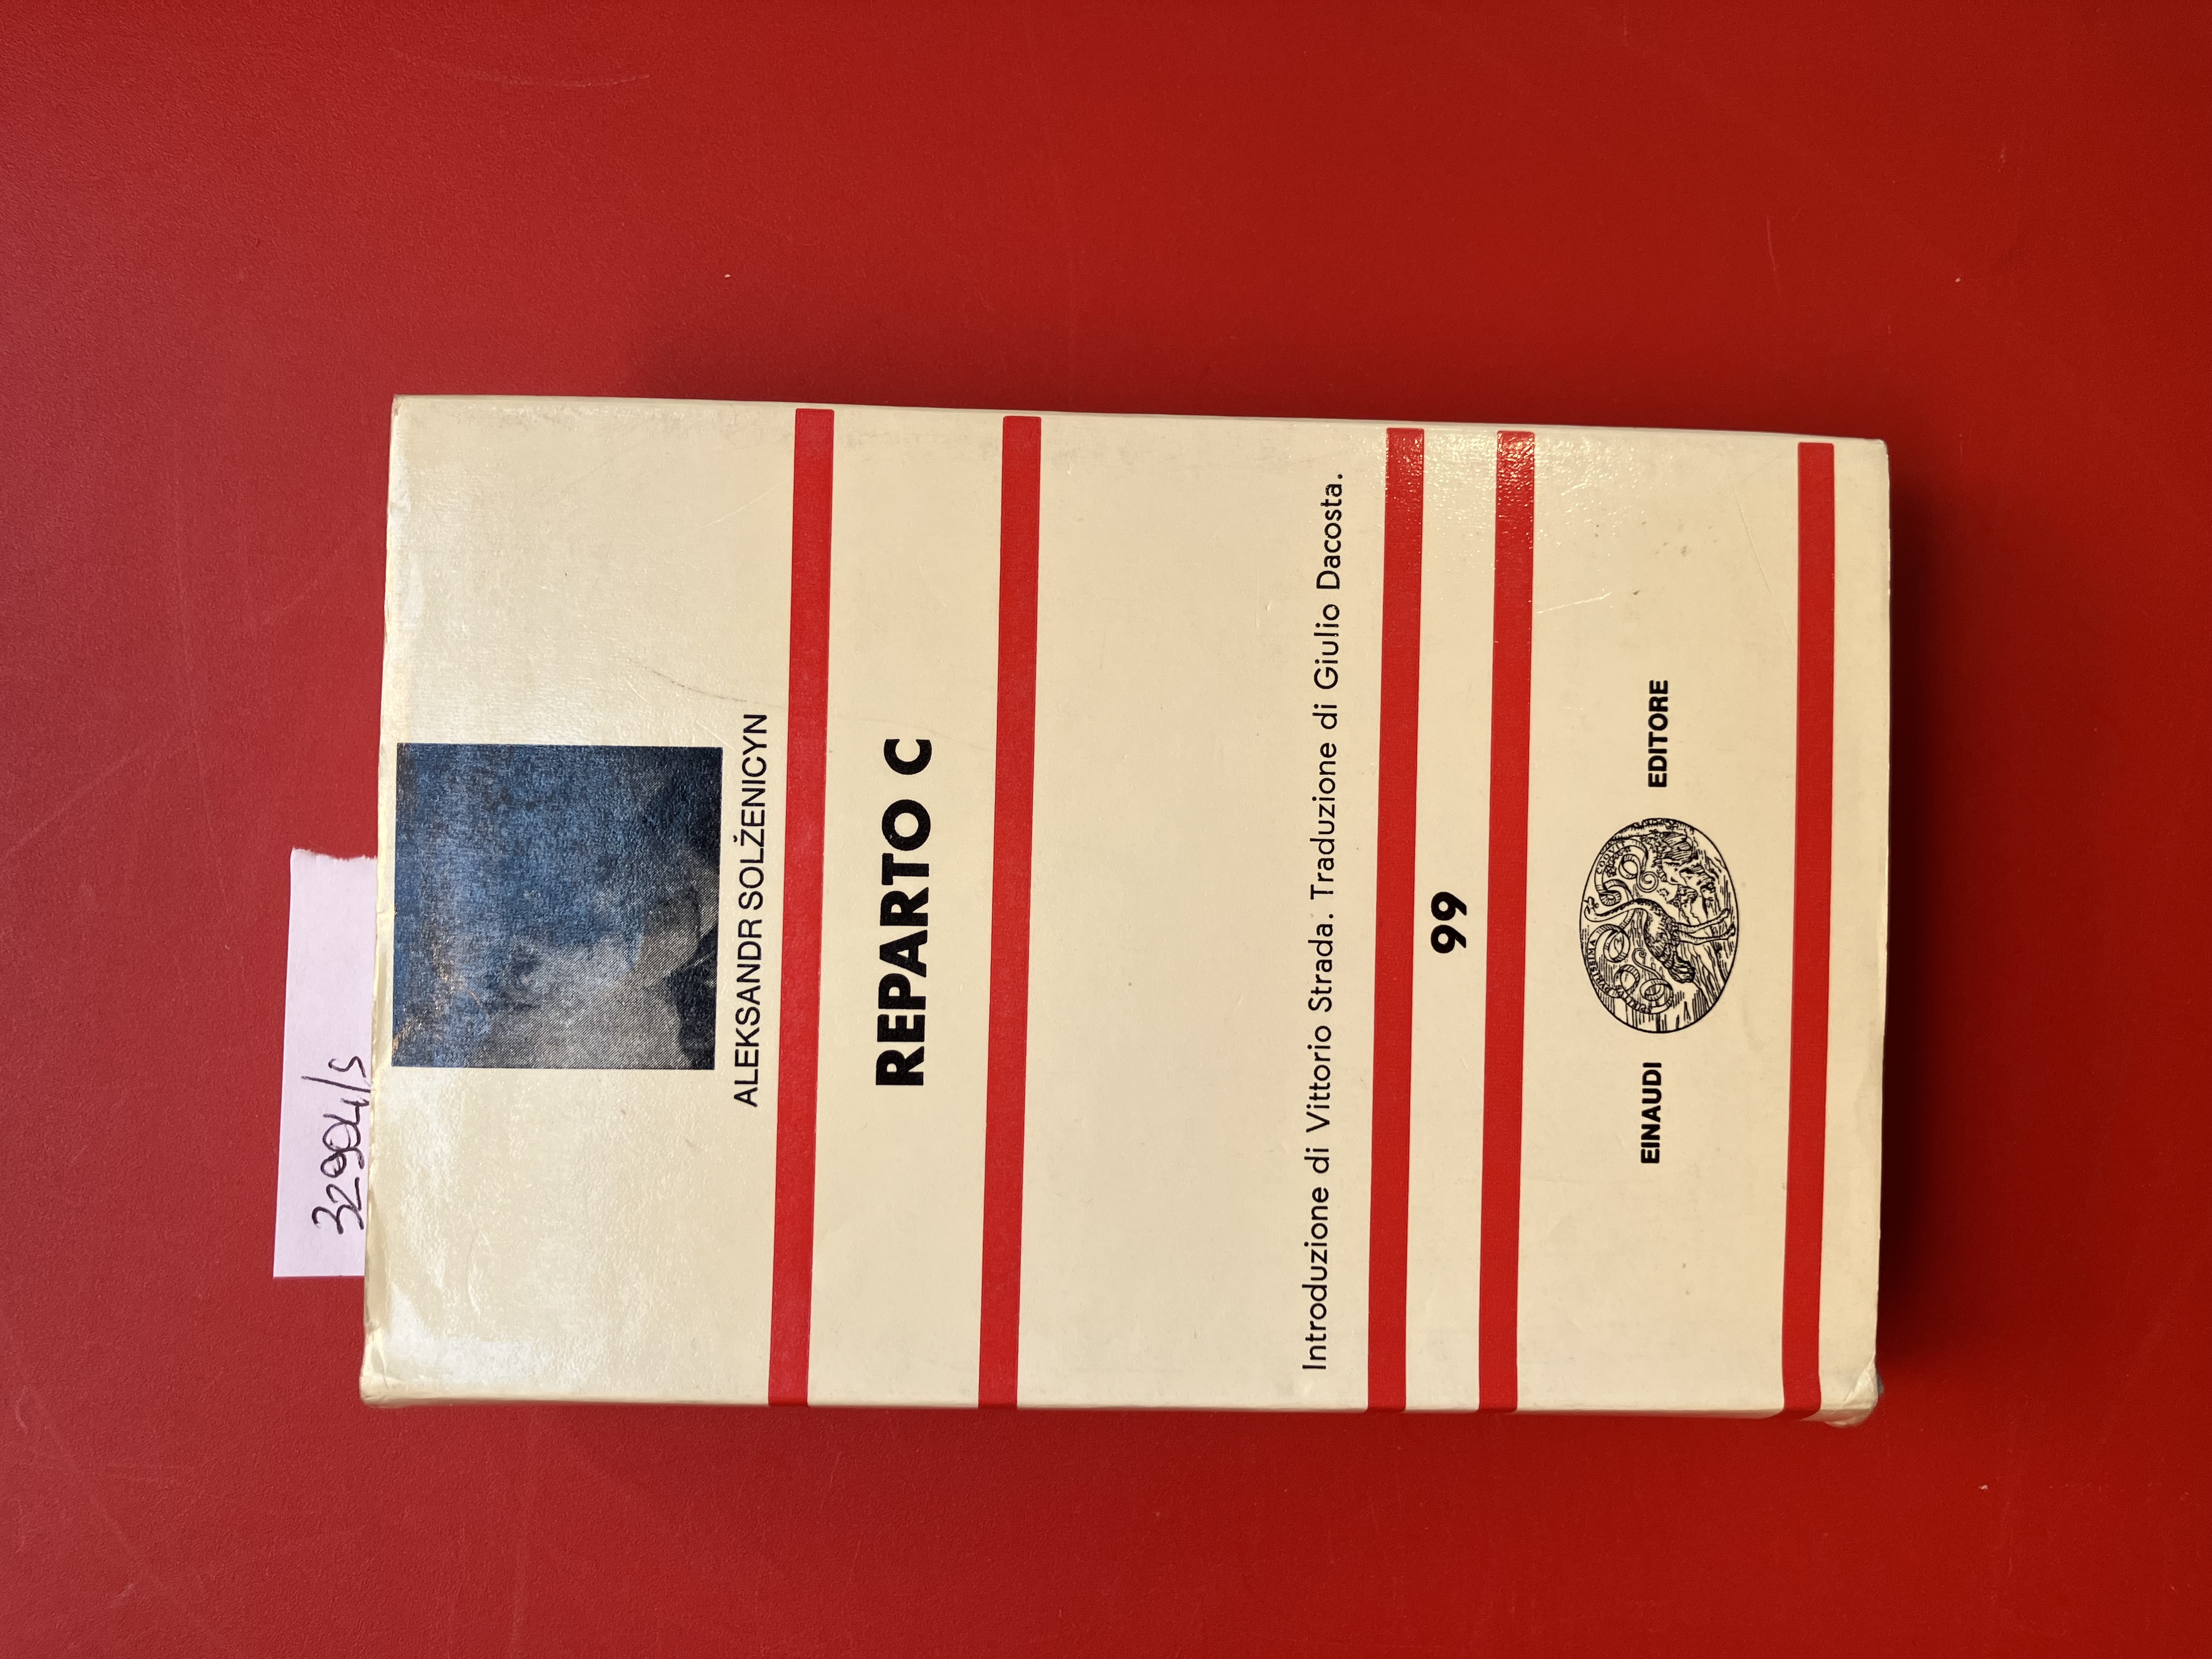 32904/S
ALEKSANDR SOLŽENICYN
REPARTO C
Introduzione di Vittorio Strada. Traduzione di Giulio Dacosta.
99
EINAUDI EDITORE